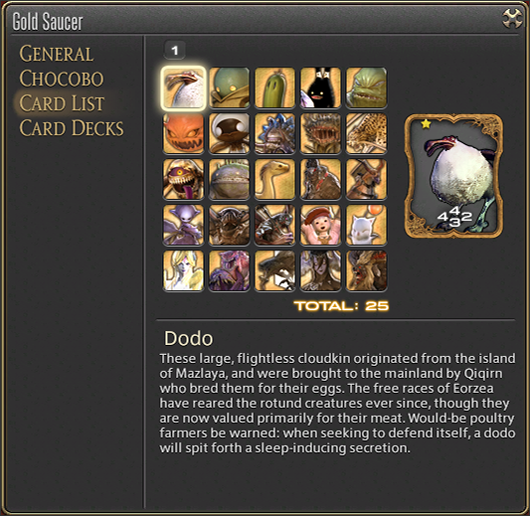 Gold Saucer
GENERAL
CHOCOBO
CARD LIST
CARD DECKS
1
4
4 2
3
TOTAL: 25
Dodo
These large, flightless cloudkin originated from the island
of Mazlaya, and were brought to the mainland by Qiqirn
who bred them for their eggs. The free races of Eorzea
have reared the rotund creatures ever since, though they
are now valued primarily for their meat. Would-be poultry
farmers be warned: when seeking to defend itself, a dodo
will spit forth a sleep-inducing secretion.